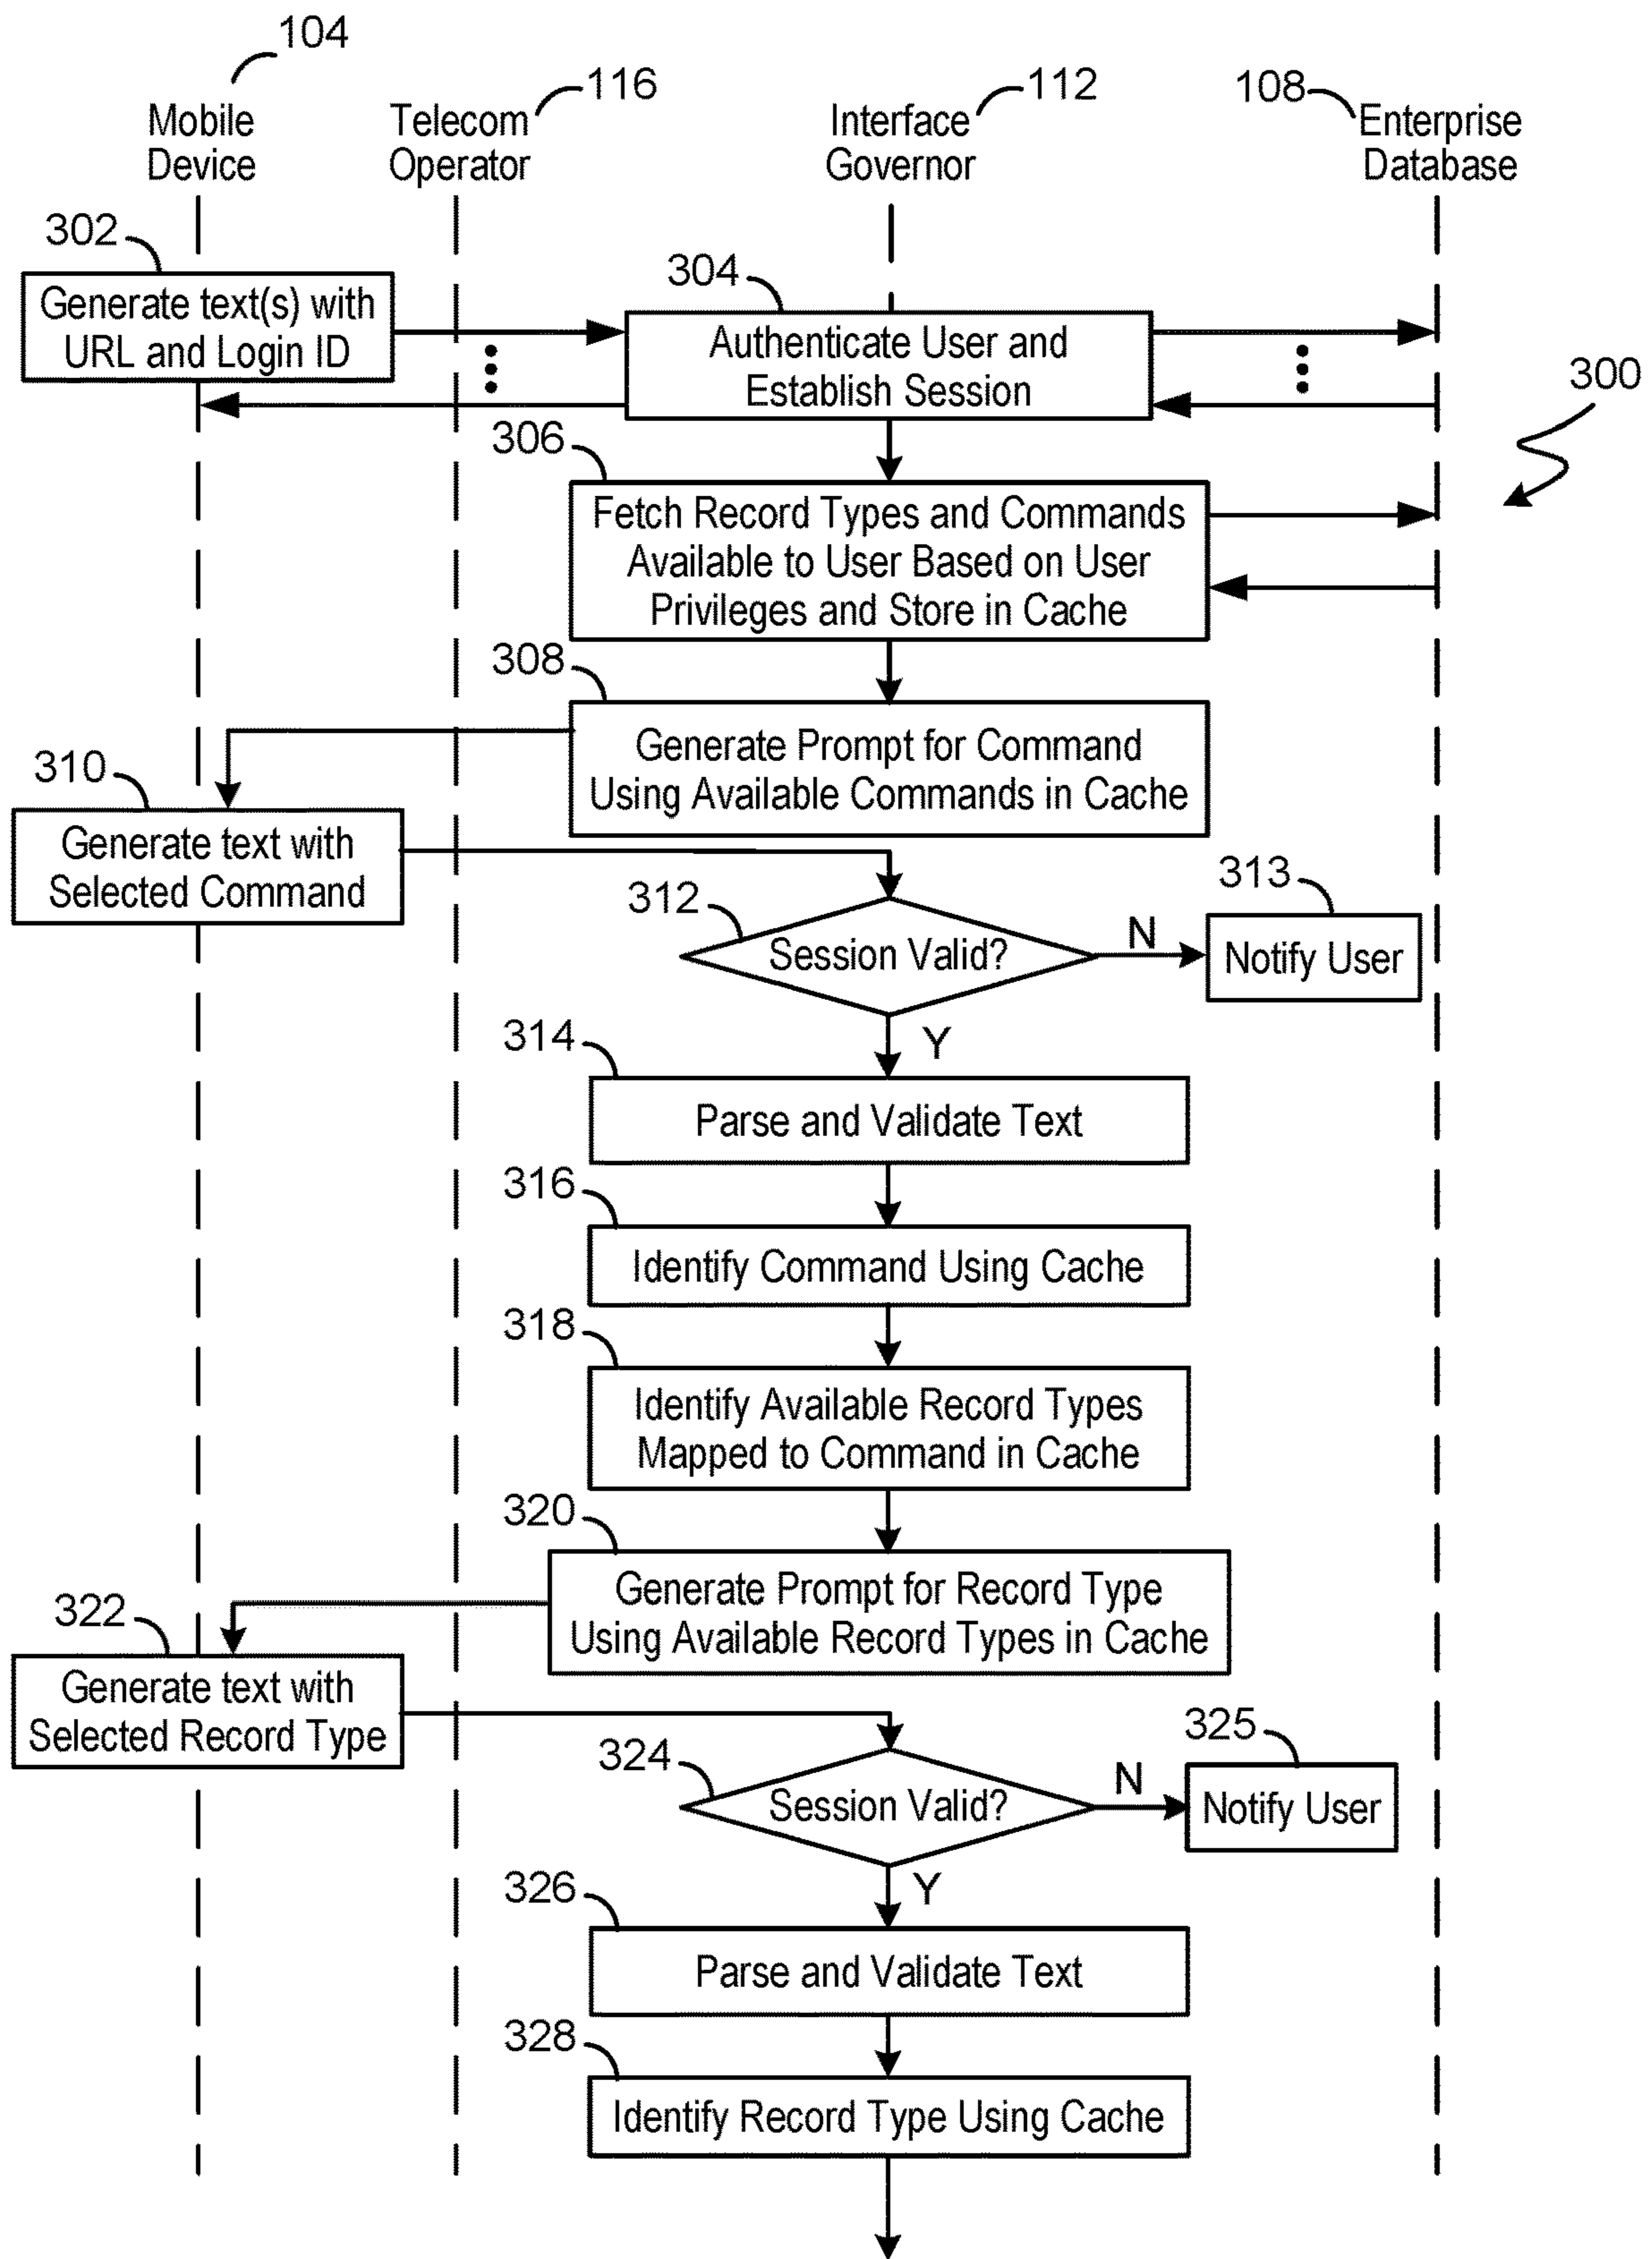 104
116
112
108
Mobile
Device
Telecom
Operator
Interface
Governor
Enterprise
Database
302
Generate text(s) with
URL and Login ID
304
Authenticate User and
Establish Session
300
306
Fetch Record Types and Commands
Available to User Based on User
Privileges and Store in Cache
308
Generate Prompt for Command
Using Available Commands in Cache
310
Generate text with
Selected Command
312
Session Valid?
N
313
Notify User
Y
314
Parse and Validate Text
316
Identify Command Using Cache
318
Identify Available Record Types
Mapped to Command in Cache
320
Generate Prompt for Record Type
Using Available Record Types in Cache
322
Generate text with
Selected Record Type
324
Session Valid?
N
325
Notify User
Y
326
Parse and Validate Text
328
Identify Record Type Using Cache